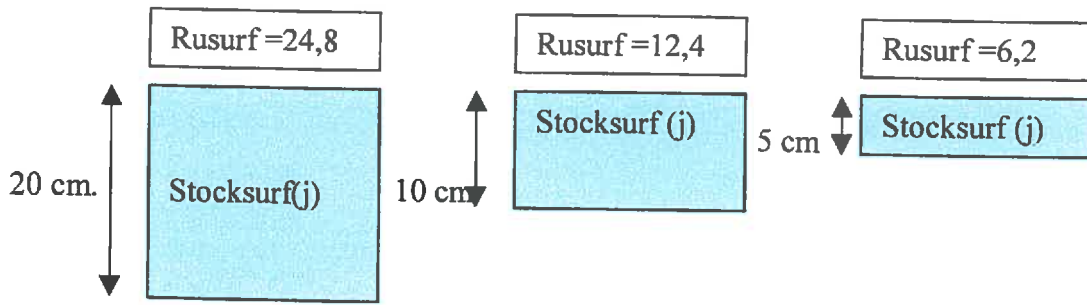 Rusurf =24,8
Rusurf =12,4
Rusurf =6,2
20 cm.
Stocksurf(j)
10 cm
Stocksurf (j)
5 cm
Stocksurf (j)